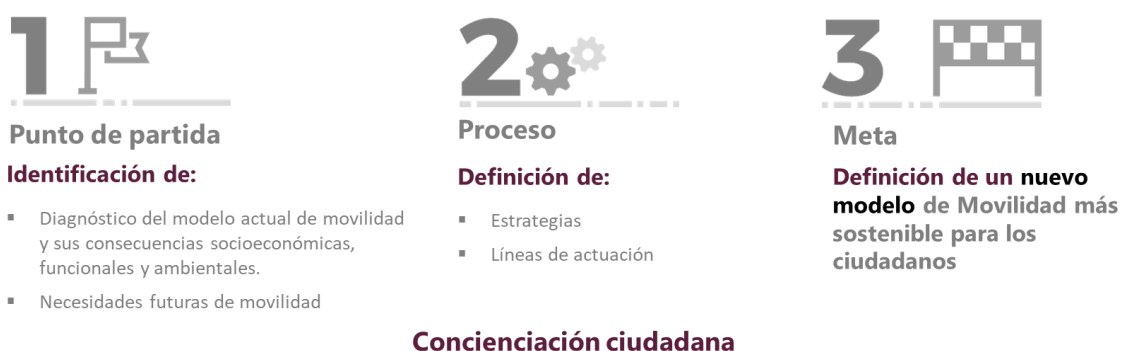 1
Punto de partida
Identificación de:
▪ Diagnóstico del modelo actual de movilidad
y sus consecuencias socioeconómicas,
funcionales y ambientales.
▪ Necesidades futuras de movilidad
2
Proceso
Definición de:
▪ Estrategias
▪ Líneas de actuación
3
Meta
Definición de un nuevo
modelo de Movilidad más
sostenible para los
ciudadanos
Concienciación ciudadana